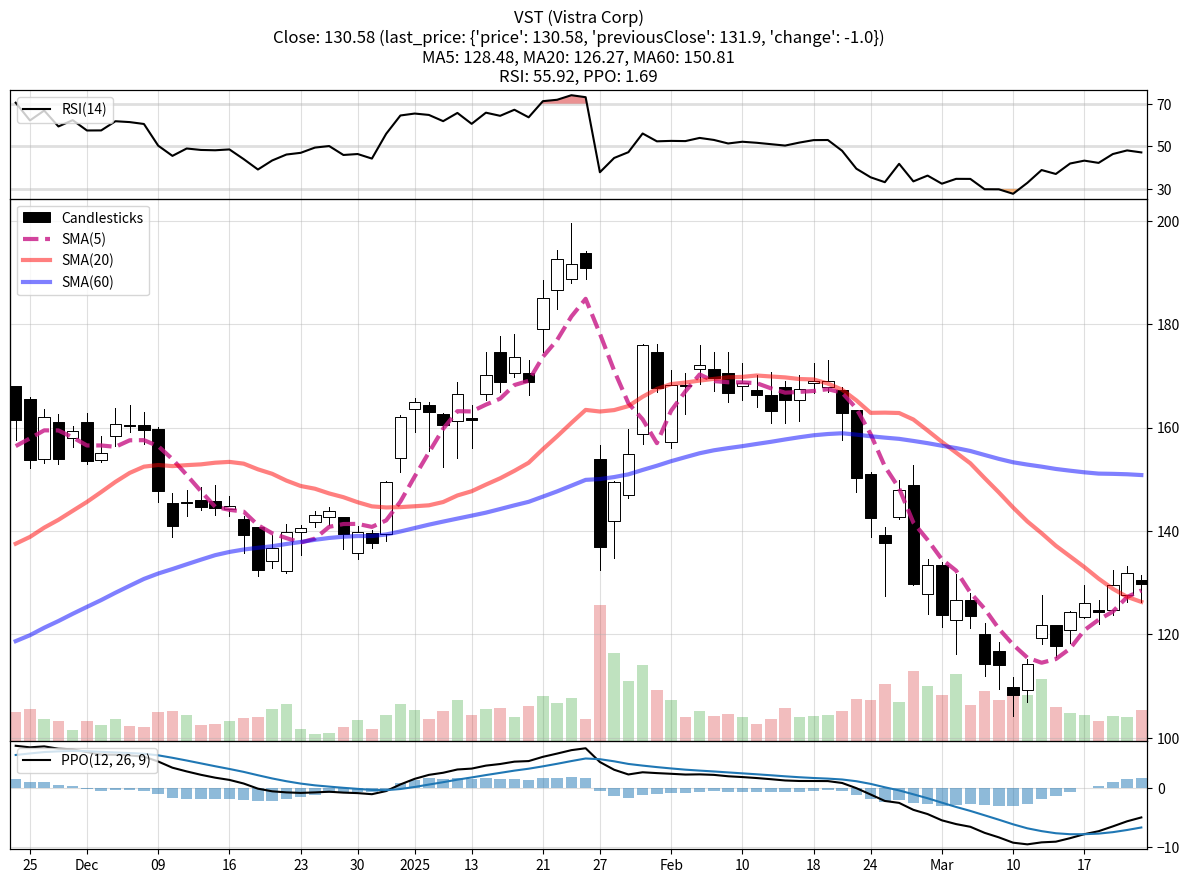 VST (Vistra Corp)
Close: 130.58 (last_price: {'price': 130.58, 'previousClose': 131.9, 'change': -1.0})
MA5: 128.48, MA20: 126.27, MA60: 150.81
RSI: 55.92, PPO: 1.69
RSI(14)
70
50
30
Candlesticks
SMA(5)
SMA(20)
SMA(60)
200
180
160
140
120
100
PPO(12, 26, 9)
0
−10
25 Dec 09 16 23 30 2025 13 21 27 Feb 10 18 24 Mar 10 17